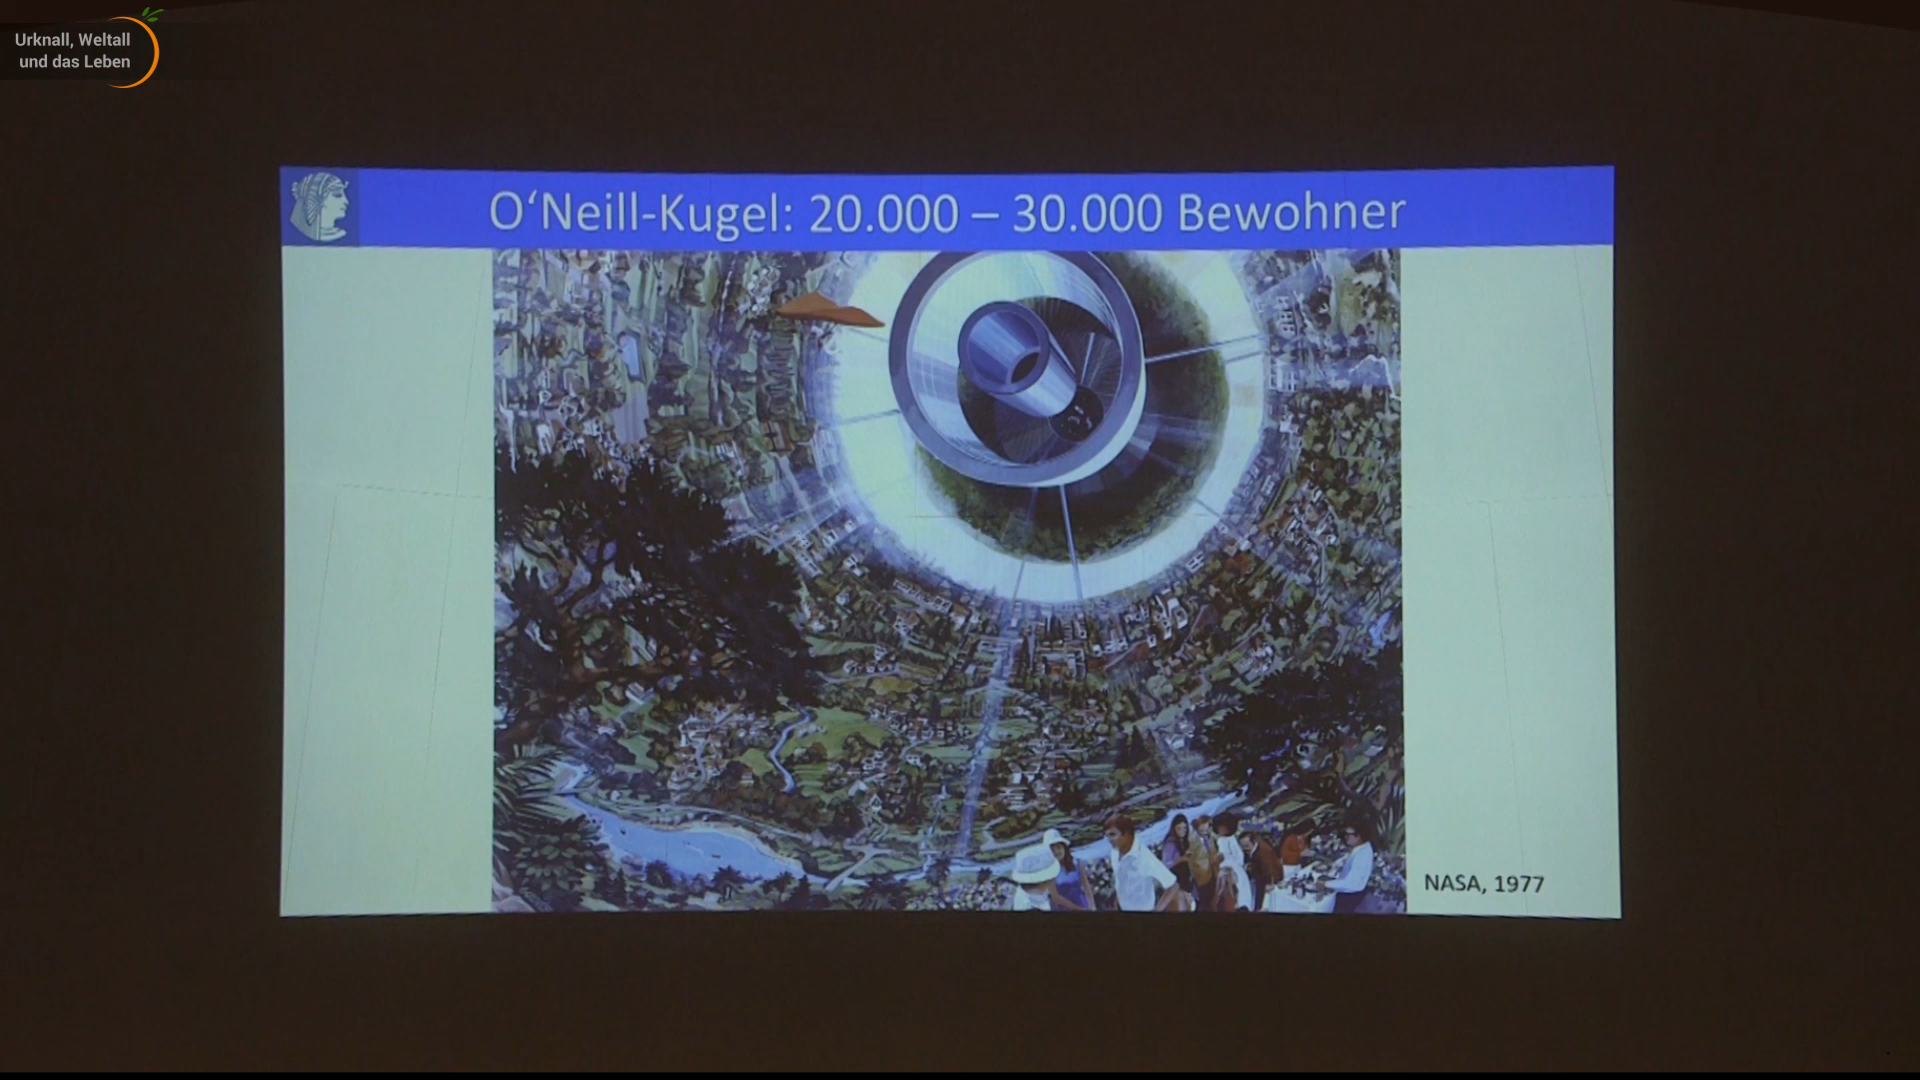 Urknall, Weltall
und das Leben
O‘Neill-Kugel: 20.000 – 30.000 Bewohner
NASA, 1977